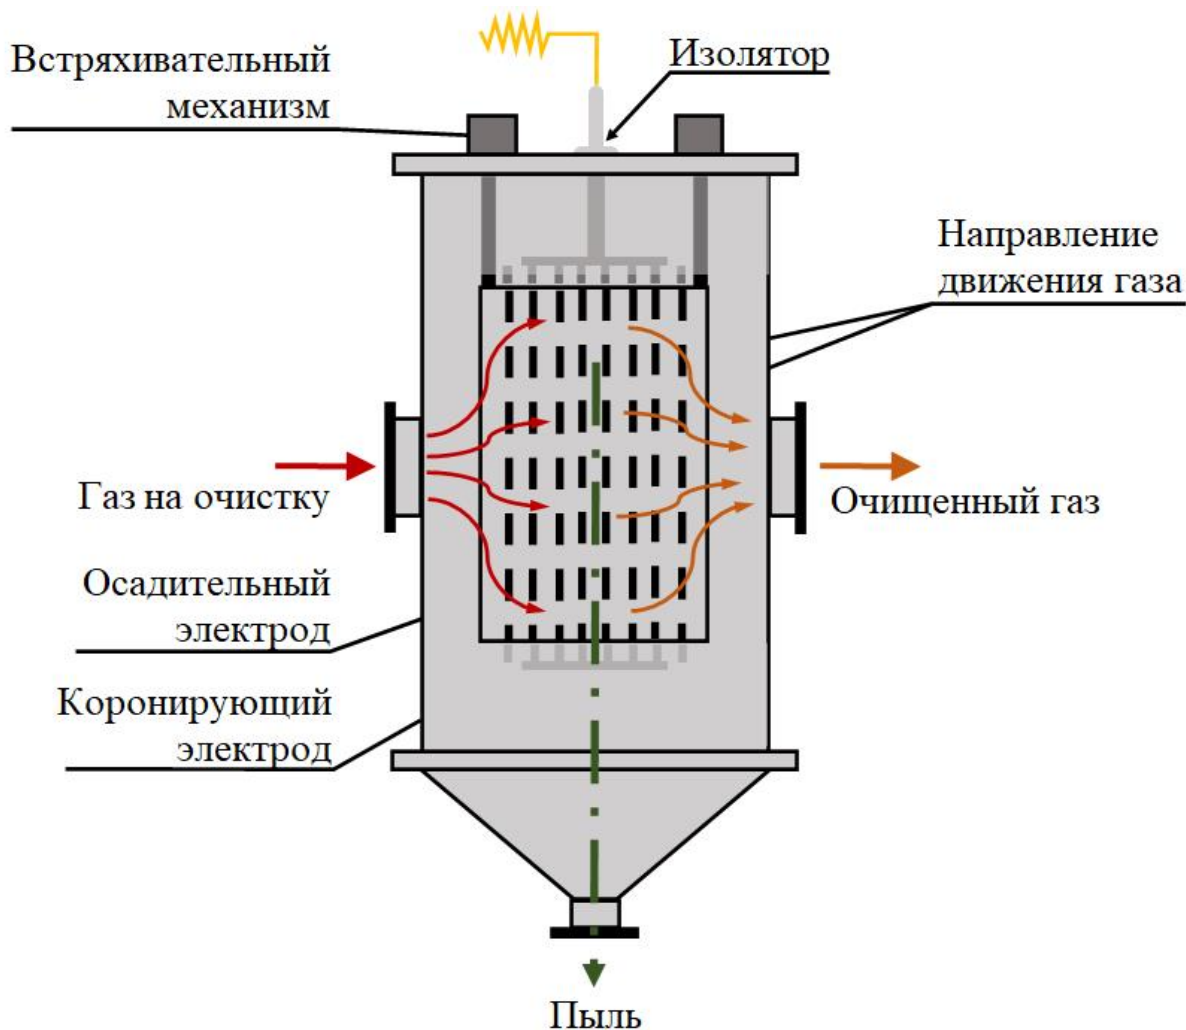 Встряхивательный
механизм
Изолятор
Направление
движения газа
Газ на очистку
Очищенный газ
Осадительный
электрод
Коронирующий
электрод
Пыль